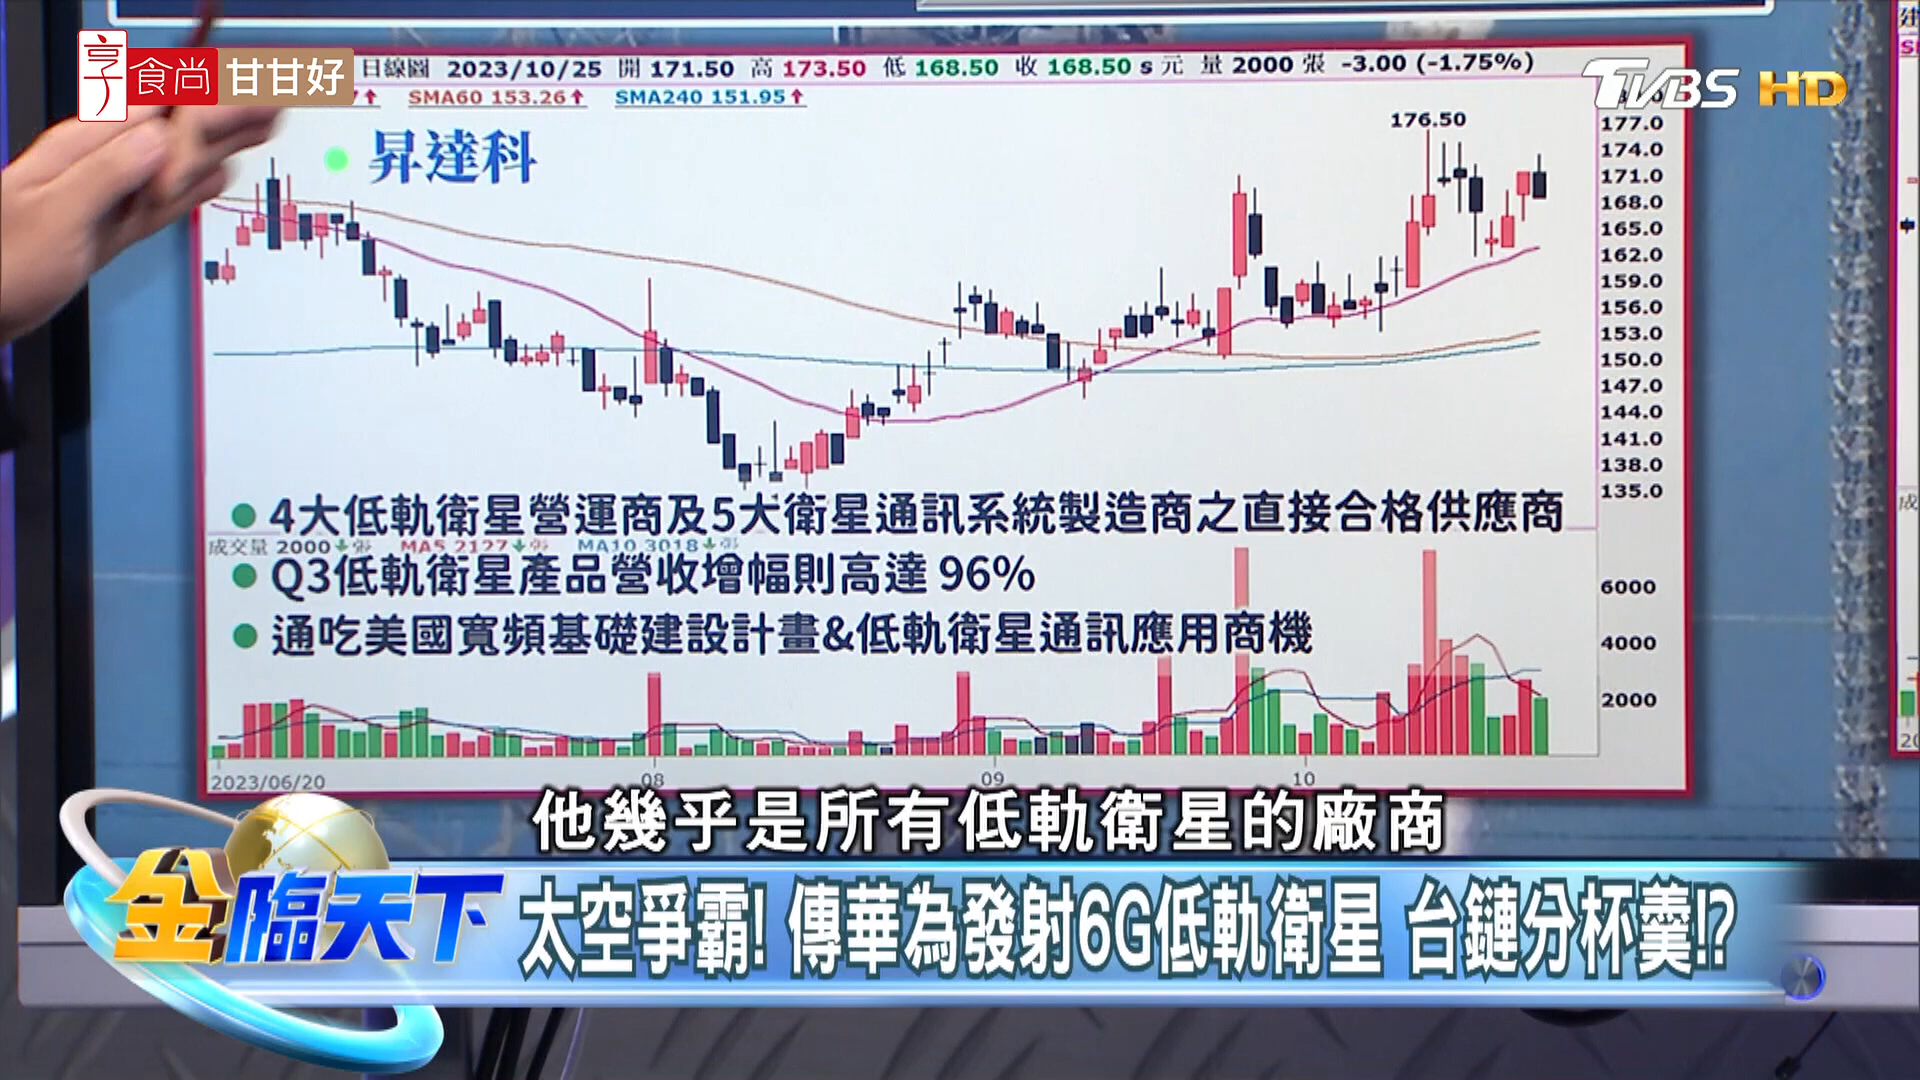 享
食尚
甘甘好
TVBS HD
日線圖 2023/10/25 開 171.50 高 173.50 低 168.50 收 168.50 s 元 量 2000 張 -3.00 (-1.75%)
SMA60 153.26 SMA240 151.95
昇達科
176.50
177.0
174.0
171.0
168.0
165.0
162.0
159.0
156.0
153.0
150.0
147.0
144.0
141.0
138.0
135.0
4大低軌衛星營運商及5大衛星通訊系統製造商之直接合格供應商
成交量 2000 張 MA5 2127 張 MA10 3018 張
Q3低軌衛星產品營收增幅則高達 96%
通吃美國寬頻基礎建設計畫&低軌衛星通訊應用商機
6000
4000
2000
2023/06/20 08 09 10
他幾乎是所有低軌衛星的廠商
金臨天下
太空爭霸! 傳華為發射6G低軌衛星 台鏈分杯羹!?